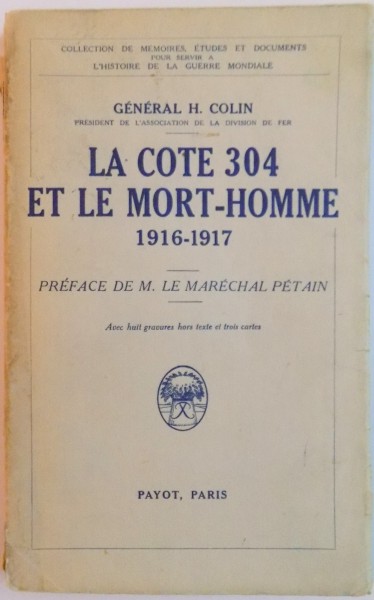 COLLECTION DE MÉMOIRES, ÉTUDES ET DOCUMENTS
POUR SERVIR A
L'HISTOIRE DE LA GUERRE MONDIALE
GÉNÉRAL H. COLIN
PRÉSIDENT DE L'ASSOCIATION DE LA DIVISION DE FER
LA COTE 304
ET LE MORT-HOMME
1916-1917
PRÉFACE DE M. LE MARÉCHAL PÉTAIN
Avec huit gravures hors texte et trois cartes
PAYOT, PARIS